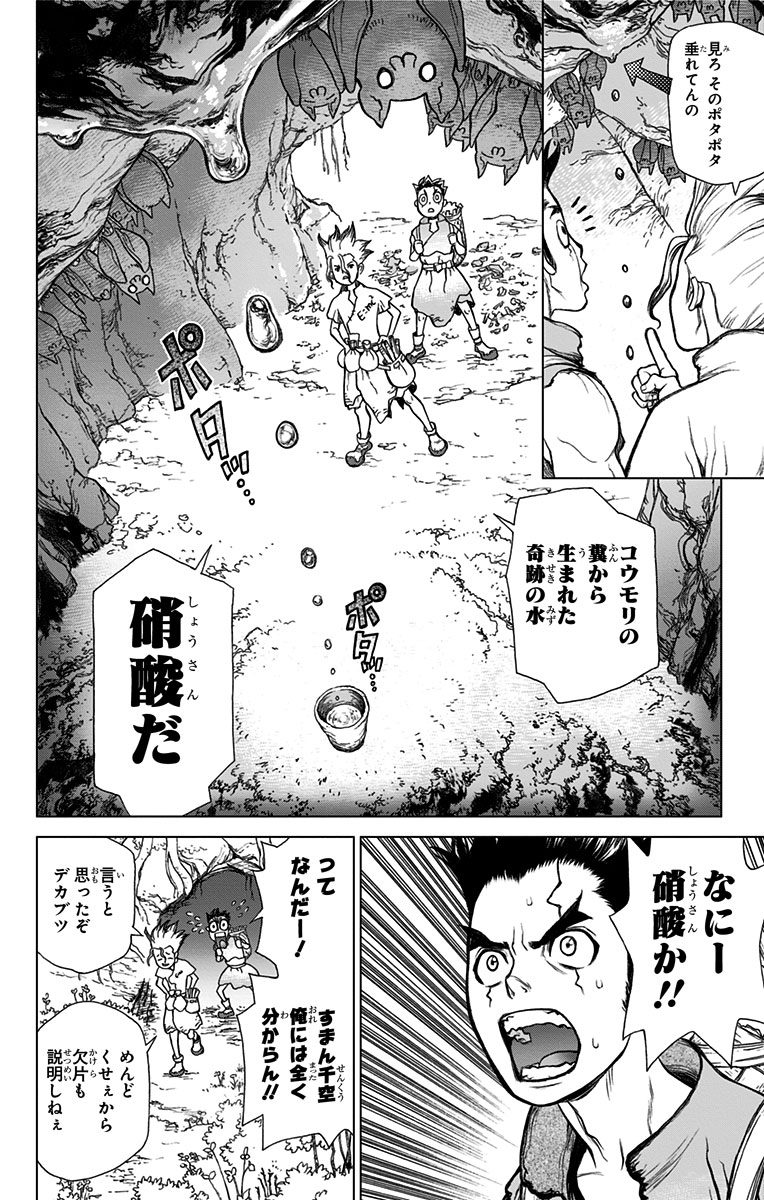 見ろ そのポタポタ
垂れてんの
コウモリの
糞から
生まれた
奇跡の水
硝酸だ
ポタッ…
ポタッ…
なにー
硝酸か!!
って
なんだー!
すまん千空
俺には全く
分からん!!
言うと
思ったぞ
デカブツ
めんど
くせぇから
欠片も
説明しねぇ